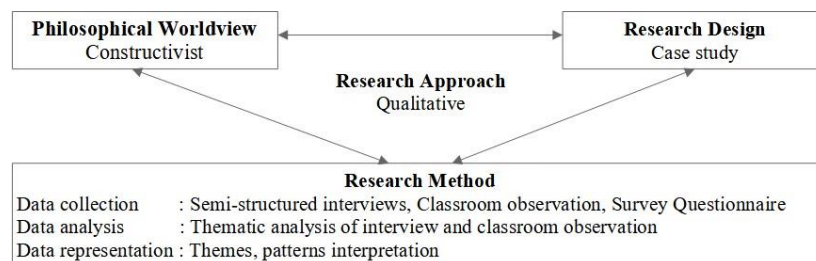 Philosophical Worldview
Constructivist
Research Design
Case study
Research Approach
Qualitative
Research Method
Data collection : Semi-structured interviews, Classroom observation, Survey Questionnaire
Data analysis : Thematic analysis of interview and classroom observation
Data representation : Themes, patterns interpretation